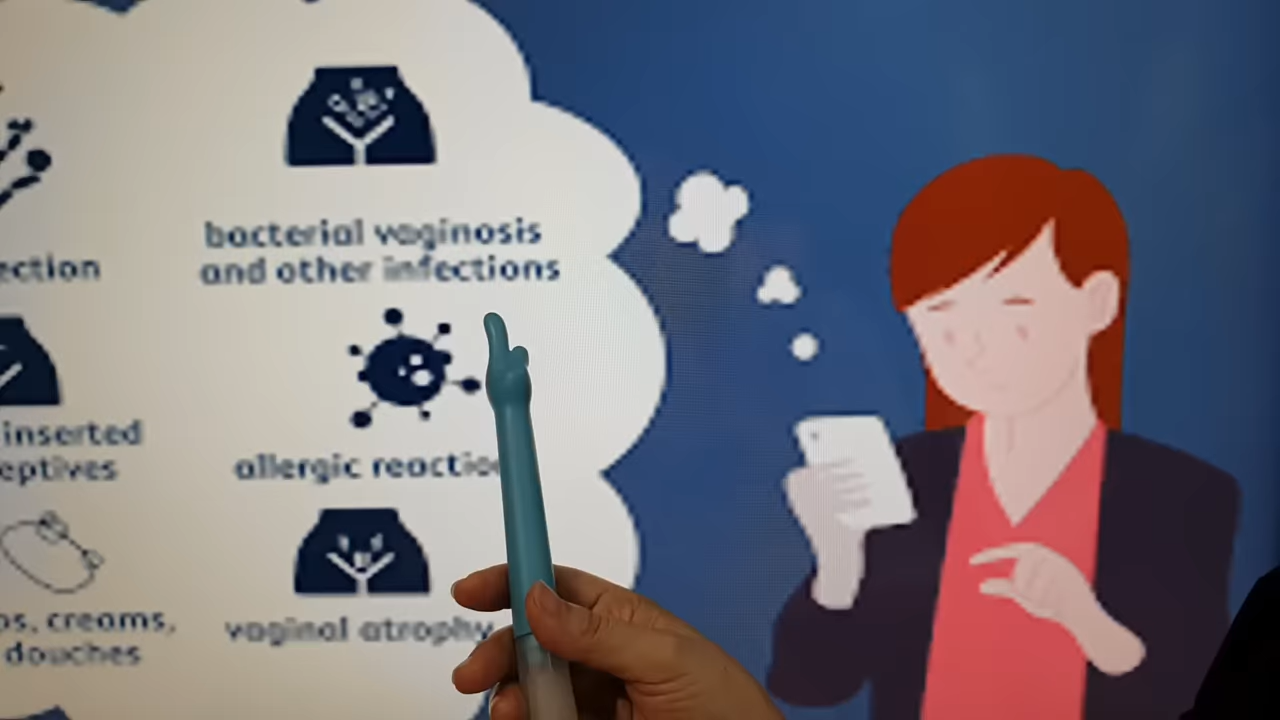 bacterial vaginosis
and other infections
ection
inserted
eptives
allergic reactio
os, creams,
douches
vaginal atrophy